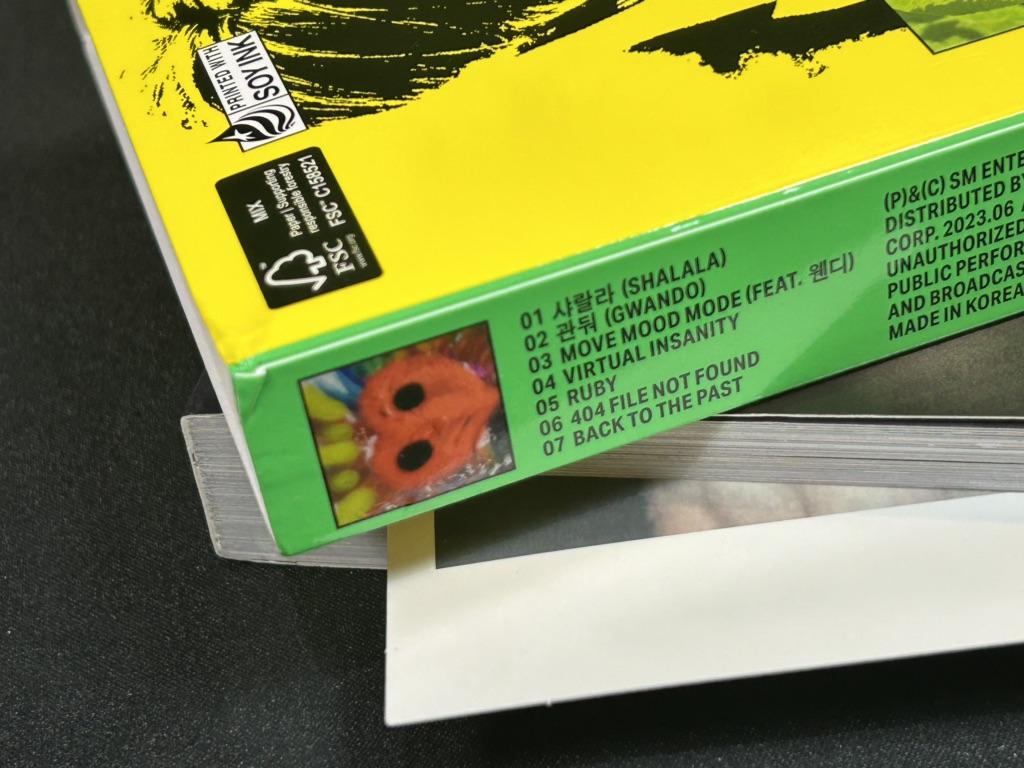 PRINTED WITH
SOY INK
MIX
Paper | Supporting
responsible forestry
FSC® C158521
FSC
www.fsc.org
01 샤랄라 (SHALALA)
02 관둬 (GWANDO)
03 MOVE MOOD MODE (FEAT. 웬디)
04 VIRTUAL INSANITY
05 RUBY
06 404 FILE NOT FOUND
07 BACK TO THE PAST
(P)&(C) SM ENTE
DISTRIBUTED BY
CORP. 2023.06
UNAUTHORIZED
PUBLIC PERFOR
AND BROADCAS
MADE IN KOREA